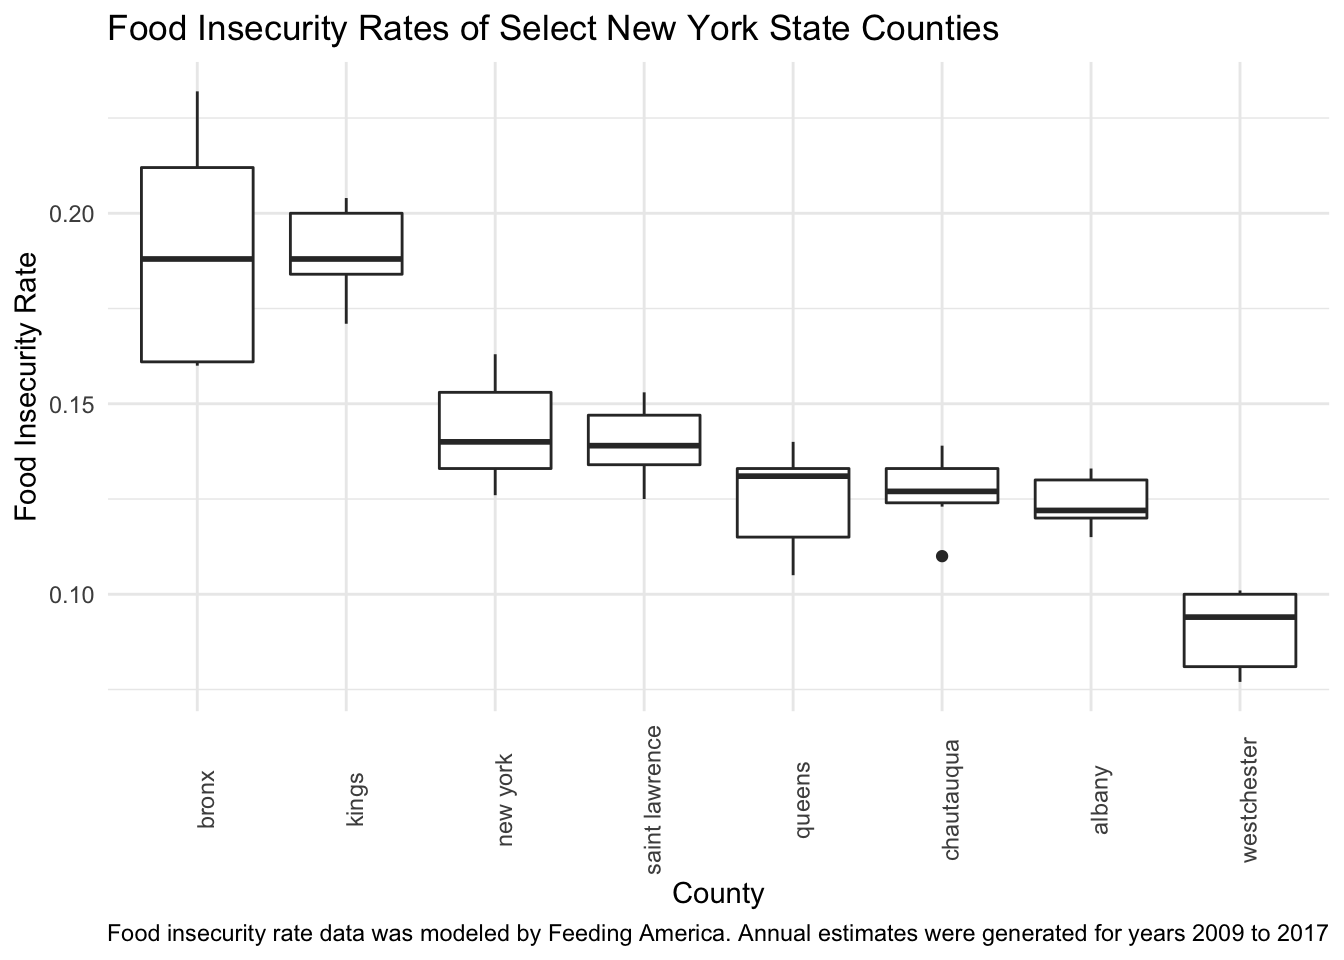 Food Insecurity Rates of Select New York State Counties
Food Insecurity Rate
0.20
0.15
0.10
bronx
kings
new york
saint lawrence
queens
chautauqua
albany
westchester
County
Food insecurity rate data was modeled by Feeding America. Annual estimates were generated for years 2009 to 2017